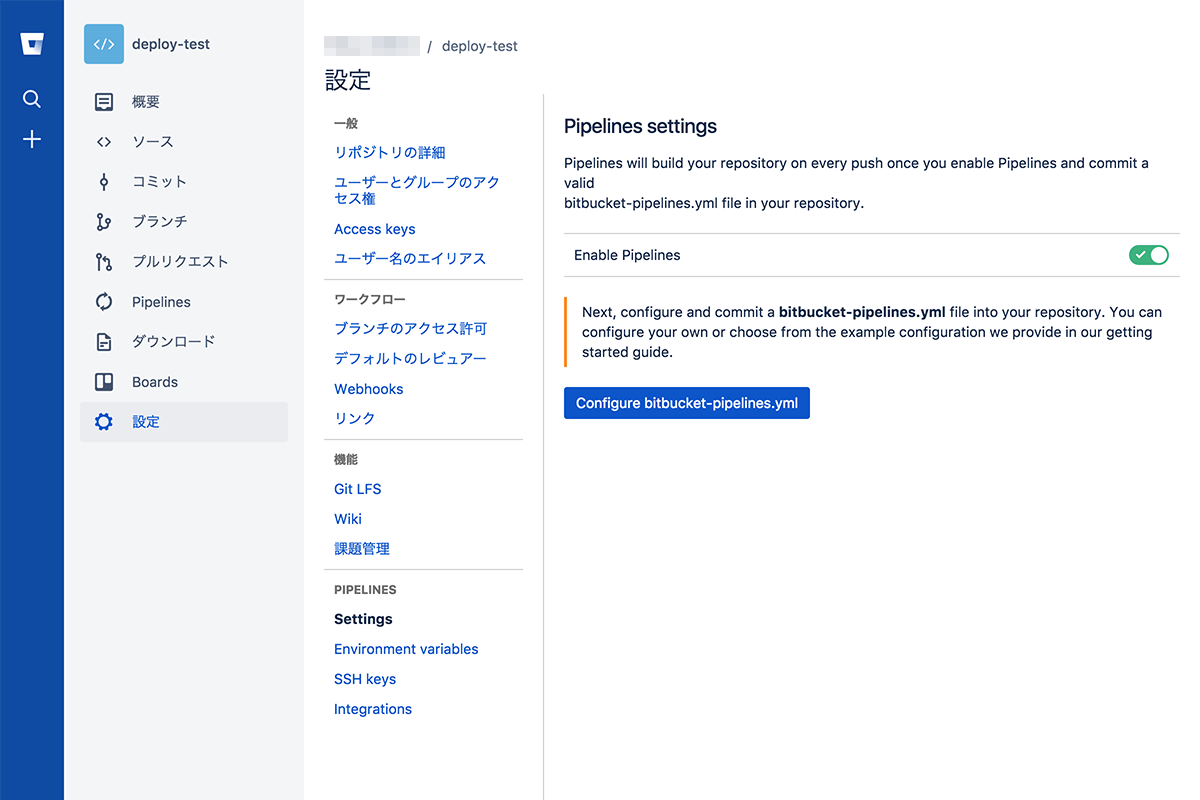 deploy-test
概要
ソース
コミット
ブランチ
プルリクエスト
Pipelines
ダウンロード
Boards
設定
/ deploy-test
設定
一般
リポジトリの詳細
ユーザーとグループのアク
セス権
Access keys
ユーザー名のエイリアス
ワークフロー
ブランチのアクセス許可
デフォルトのレビュアー
Webhooks
リンク
機能
Git LFS
Wiki
課題管理
PIPELINES
Settings
Environment variables
SSH keys
Integrations
Pipelines settings
Pipelines will build your repository on every push once you enable Pipelines and commit a
valid
bitbucket-pipelines.yml file in your repository.
Enable Pipelines
Next, configure and commit a bitbucket-pipelines.yml file into your repository. You can
configure your own or choose from the example configuration we provide in our getting
started guide.
Configure bitbucket-pipelines.yml